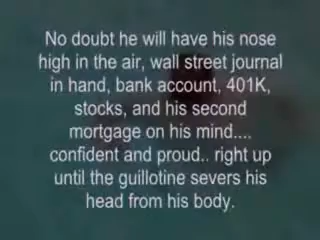 No doubt he will have his nose
high in the air, wall street journal
in hand, bank account, 401K,
stocks, and his second
mortgage on his mind....
confident and proud.. right up
until the guillotine severs his
head from his body.